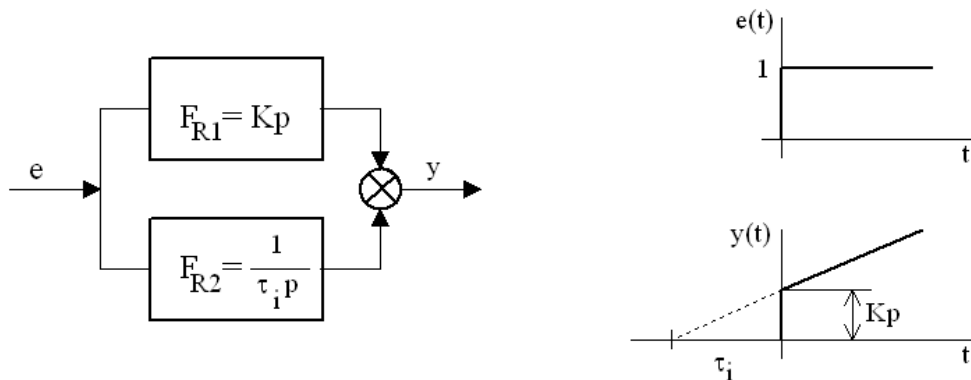 F_R1 = Kp
e
y
F_R2 = 1 / τ_i p
e(t)
1
t
y(t)
Kp
τ_i
t